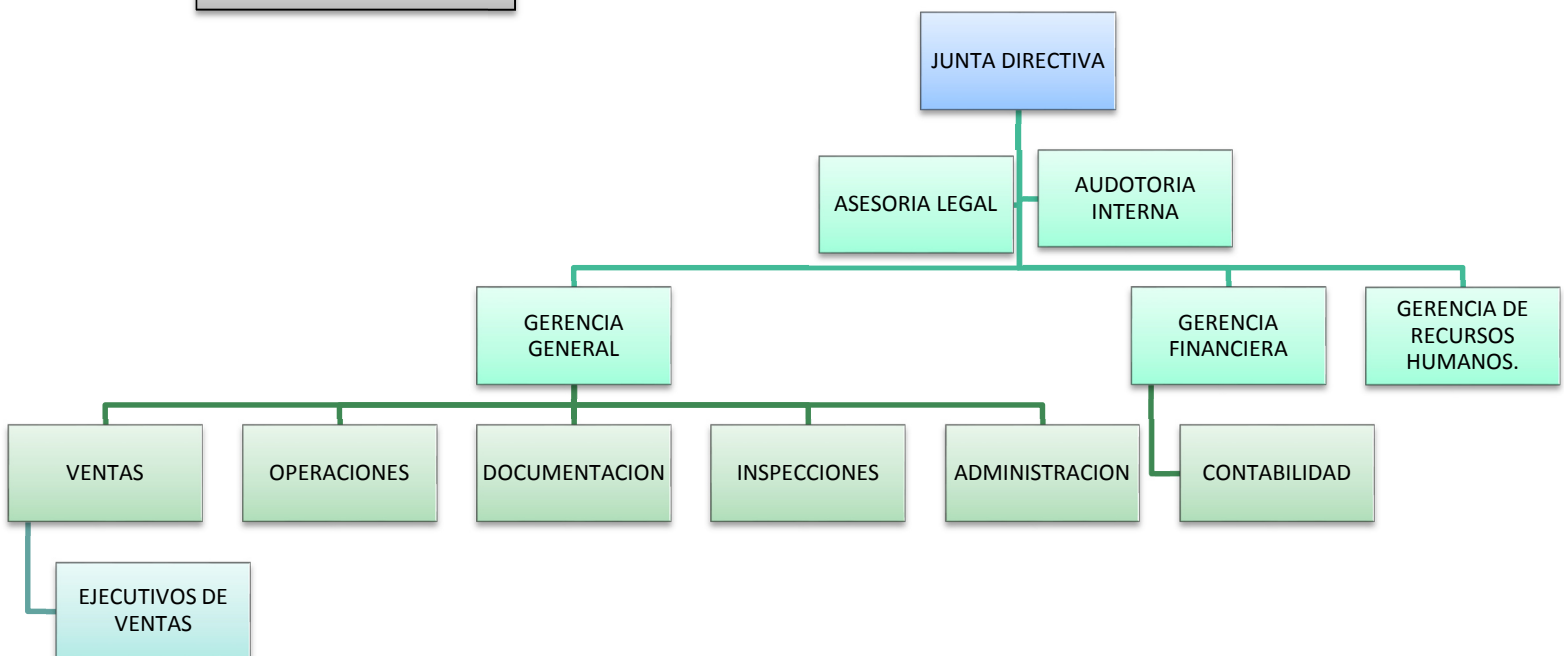 JUNTA DIRECTIVA
ASESORIA LEGAL
AUDOTORIA
INTERNA
GERENCIA
GENERAL
GERENCIA
FINANCIERA
GERENCIA DE
RECURSOS
HUMANOS.
VENTAS
OPERACIONES
DOCUMENTACION
INSPECCIONES
ADMINISTRACION
CONTABILIDAD
EJECUTIVOS DE
VENTAS